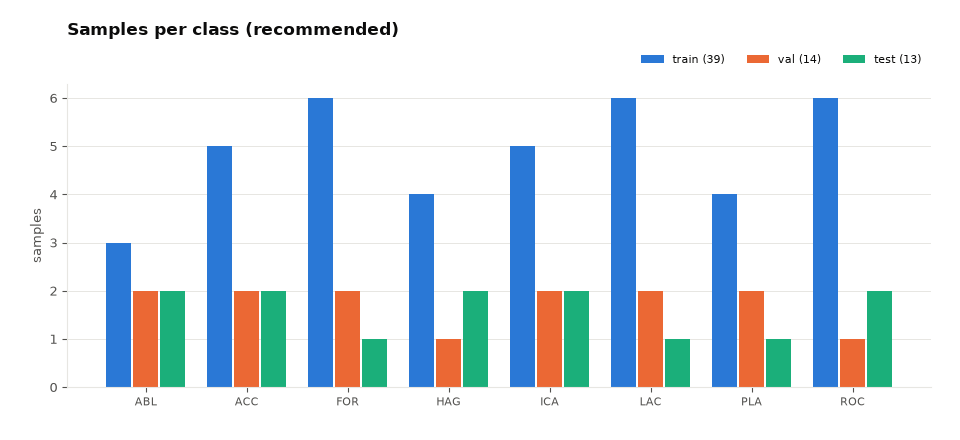 Samples per class (recommended)
train (39) val (14) test (13)
6
5
4
3
2
1
0
samples
ABL ACC FOR HAG ICA LAC PLA ROC